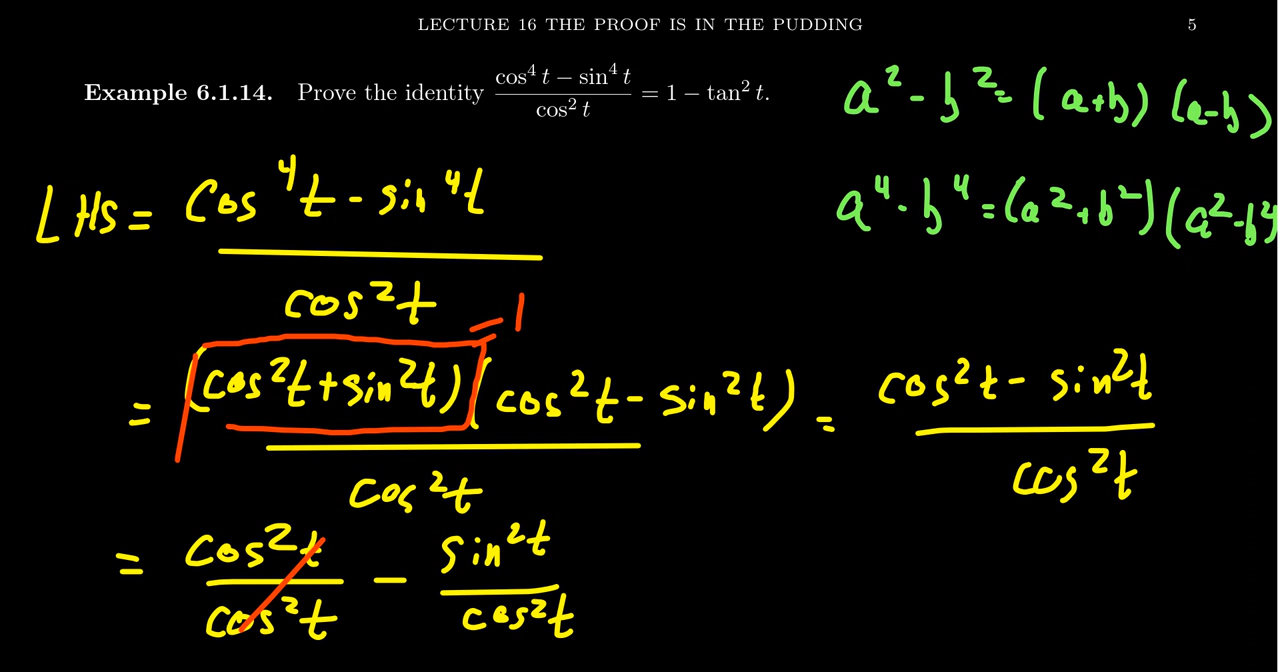 LECTURE 16 THE PROOF IS IN THE PUDDING 5
Example 6.1.14. Prove the identity (cos⁴ t − sin⁴ t)/(cos² t) = 1 − tan² t.
a² - b² = (a+b) (a-b)
a⁴ - b⁴ = (a² + b²) (a² - b²)
LHS = (cos⁴t - sin⁴t)/(cos²t)
= 1
= (cos²t + sin²t)(cos²t - sin²t)/(cos²t) = (cos²t - sin²t)/(cos²t)
= cos²t/cos²t - sin²t/cos²t